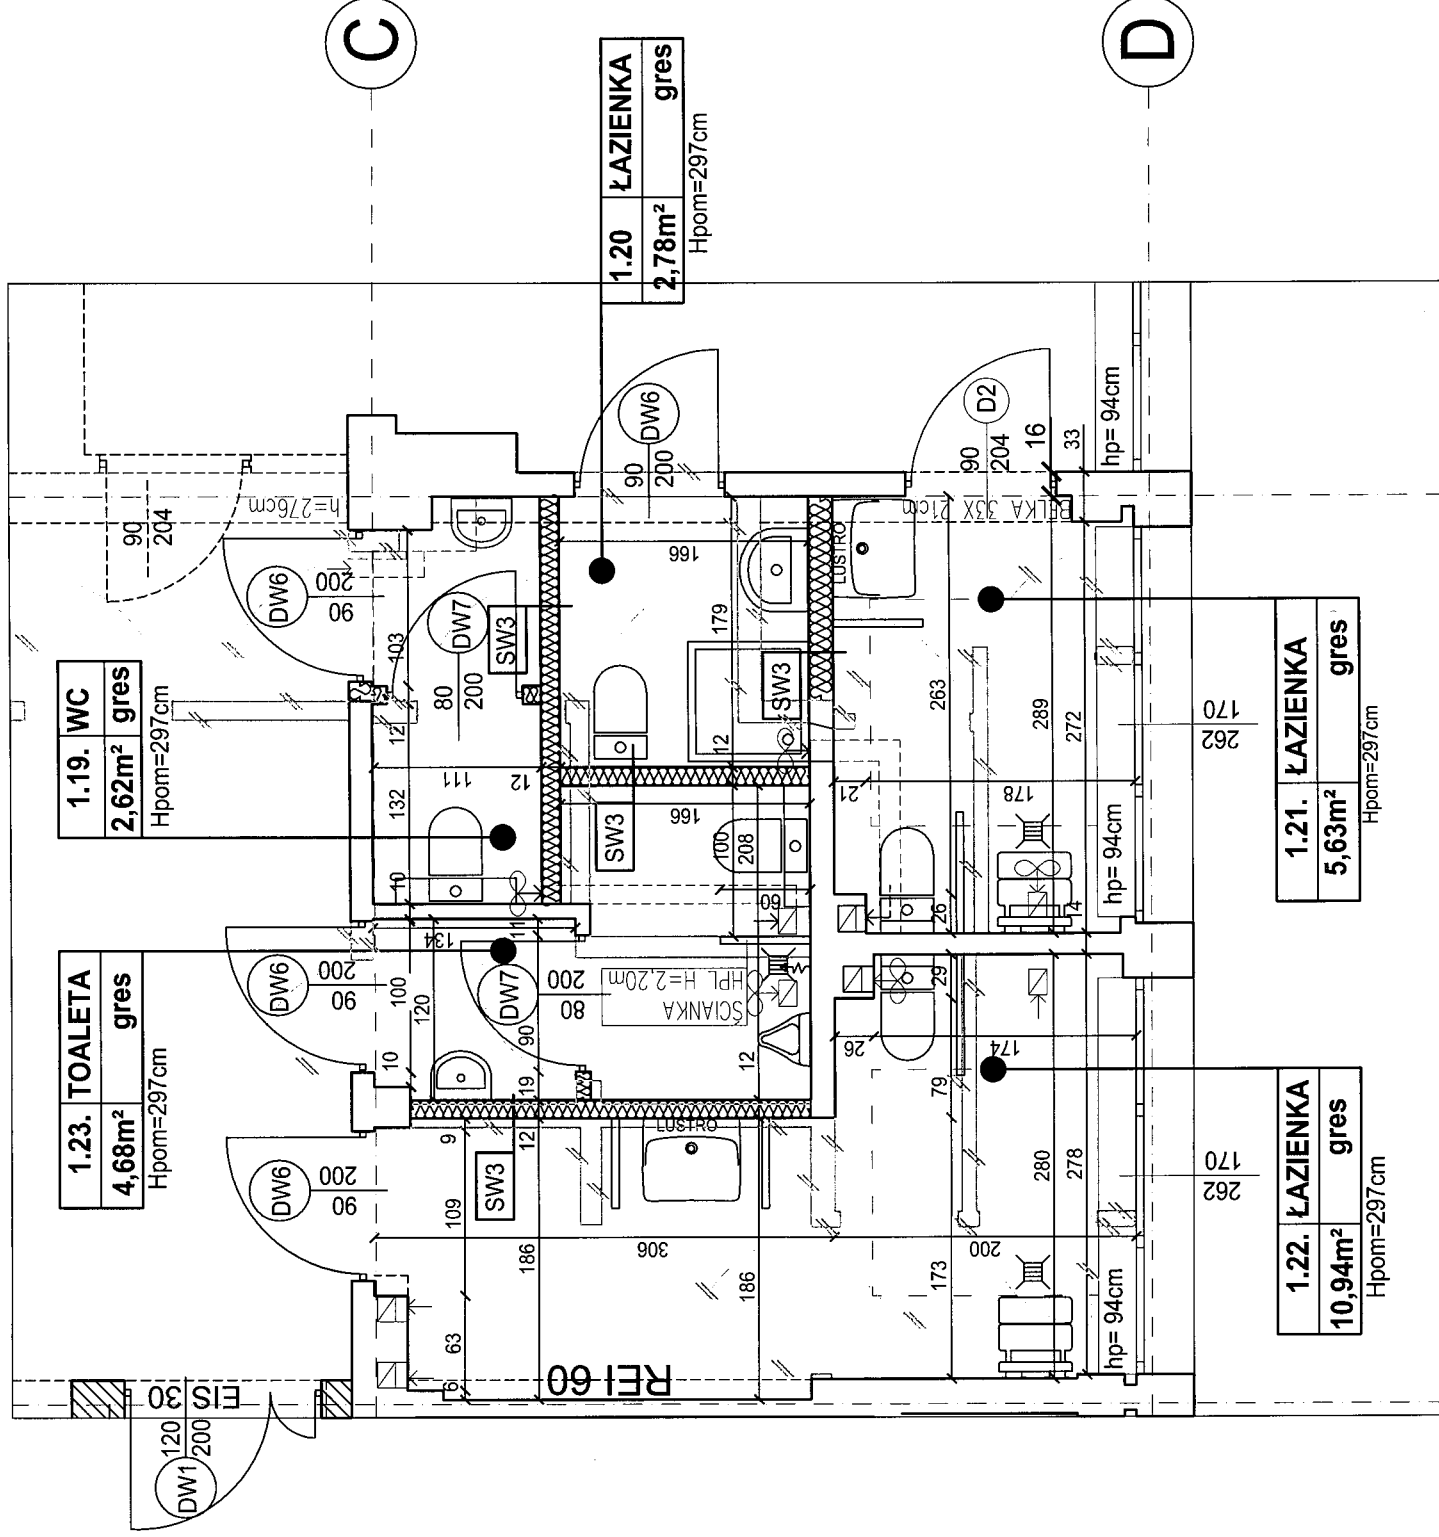 C
D
1.20 ŁAZIENKA
2,78m² gres
Hpom=297cm
1.19. WC
2,62m² gres
Hpom=297cm
1.23. TOALETA
4,68m² gres
Hpom=297cm
1.21. ŁAZIENKA
5,63m² gres
Hpom=297cm
1.22. ŁAZIENKA
10,94m² gres
Hpom=297cm
90
204
h=276cm
DW6
90
200
DW6
90
200
DW6
90
200
DW6
90
200
DW7
80
200
DW7
80
200
D2
90
204
DW1
120
200
EIS 30
REI 60
SW3
SW3
SW3
SW3
BELKA 33X 21cm
LUSTRO
LUSTRO
ŚCIANKA
HPL H=2,20m
hp= 94cm
hp= 94cm
hp= 94cm
170
262
170
262
16
33
103
12
132
10
111
12
166
179
12
166
100
208
60
134
11
100
120
10
90
19
12
9
12
109
186
63
6
186
306
200
173
280
278
79
174
26
29
26
14
21
178
263
289
272